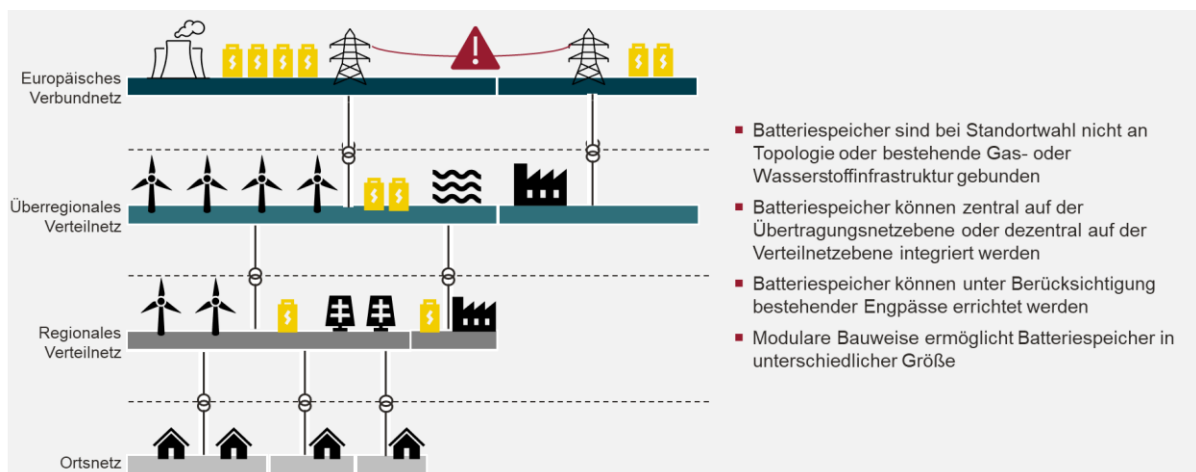 Europäisches
Verbundnetz
Überregionales
Verteilnetz
Regionales
Verteilnetz
Ortsnetz
Batteriespeicher sind bei Standortwahl nicht an
Topologie oder bestehende Gas- oder
Wasserstoffinfrastruktur gebunden
Batteriespeicher können zentral auf der
Übertragungsnetzebene oder dezentral auf der
Verteilnetzebene integriert werden
Batteriespeicher können unter Berücksichtigung
bestehender Engpässe errichtet werden
Modulare Bauweise ermöglicht Batteriespeicher in
unterschiedlicher Größe